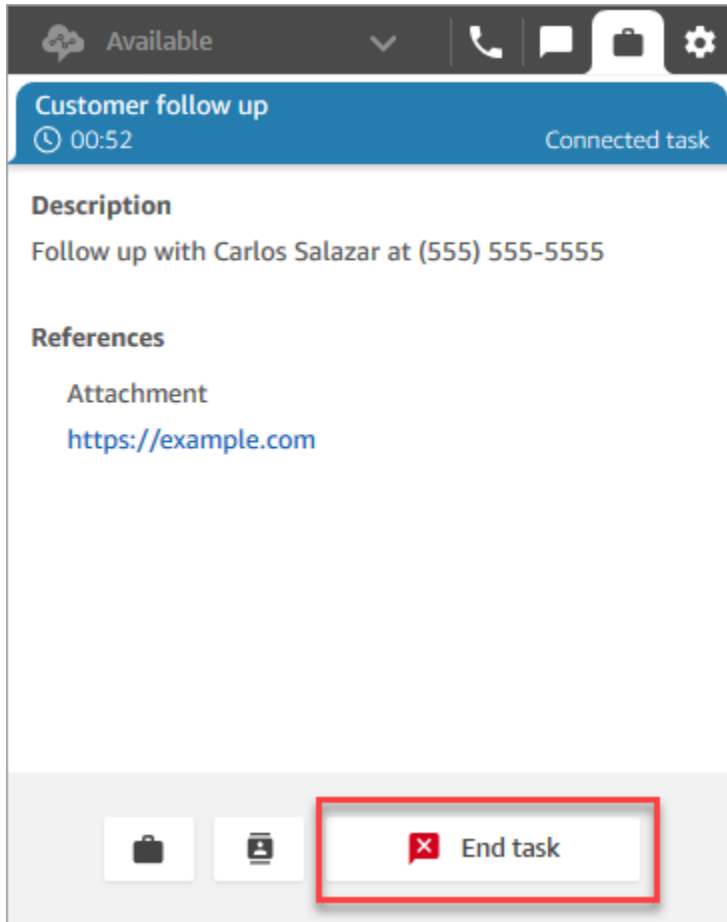 Available
Customer follow up
00:52
Connected task
Description
Follow up with Carlos Salazar at (555) 555-5555
References
Attachment
https://example.com
End task